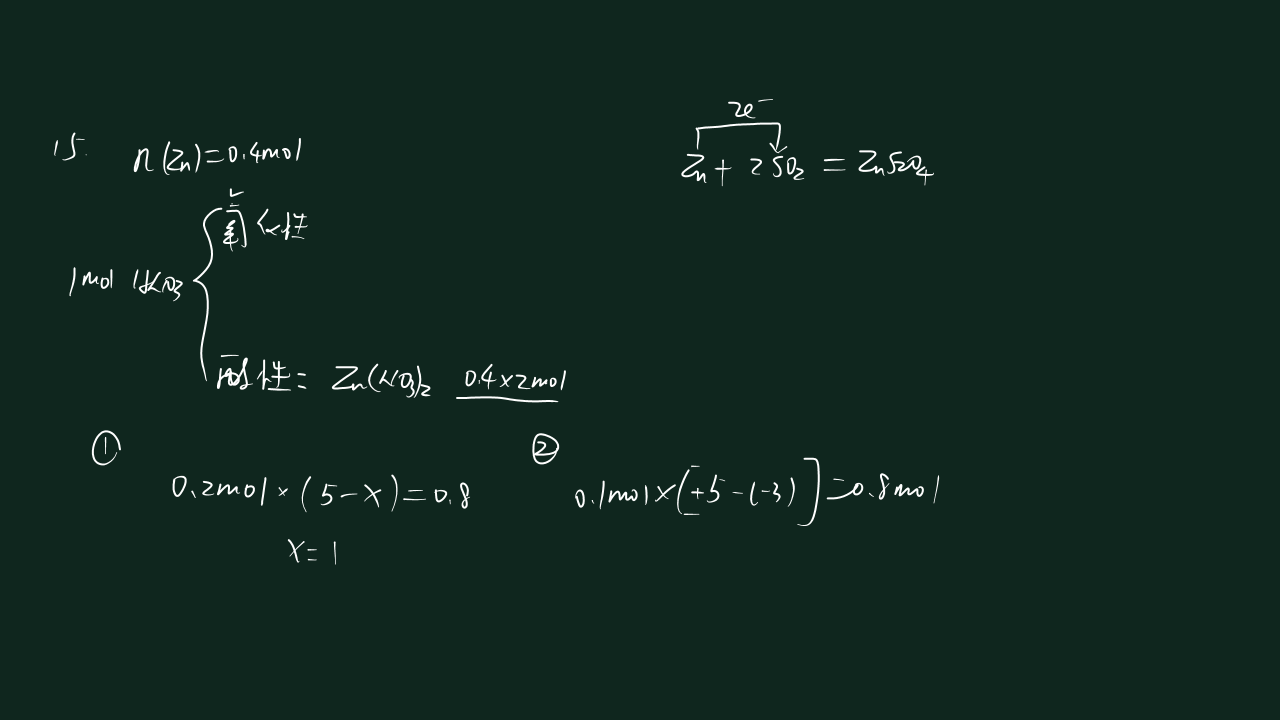 15. n(Zn)=0.4mol
2e⁻
Zn + 2SO₂ = ZnS₂O₄
氧化性
1mol HNO₃
酸性: Zn(NO₃)₂ 0.4×2mol
①
0.2mol×(5-x)=0.8
x=1
②
0.1mol×[+5-(-3)]=0.8mol